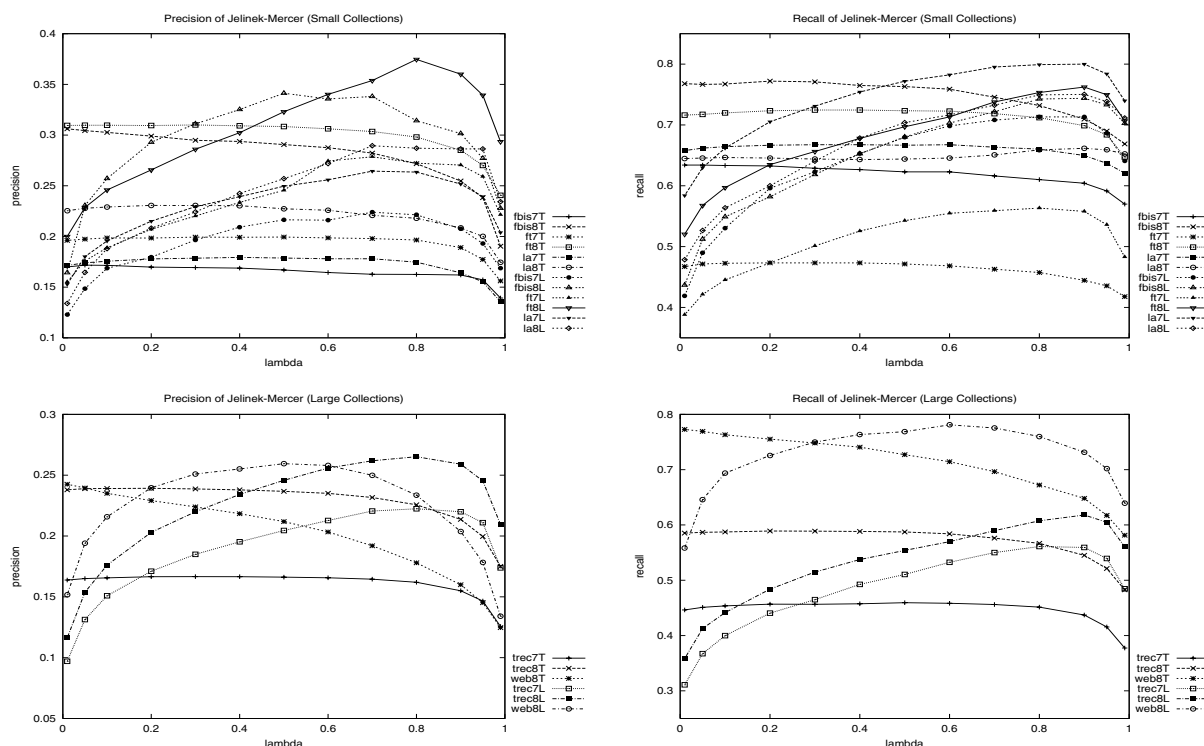 Precision of Jelinek-Mercer (Small Collections)
0.4
0.35
0.3
0.25
0.2
0.15
0.1
precision
0
0.2
0.4
0.6
0.8
1
lambda
fbis7T
fbis8T
ft7T
ft8T
la7T
la8T
fbis7L
fbis8L
ft7L
ft8L
la7L
la8L
Recall of Jelinek-Mercer (Small Collections)
0.8
0.7
0.6
0.5
0.4
recall
0
0.2
0.4
0.6
0.8
1
lambda
fbis7T
fbis8T
ft7T
ft8T
la7T
la8T
fbis7L
fbis8L
ft7L
ft8L
la7L
la8L
Precision of Jelinek-Mercer (Large Collections)
0.3
0.25
0.2
0.15
0.1
0.05
precision
0
0.2
0.4
0.6
0.8
1
lambda
trec7T
trec8T
web8T
trec7L
trec8L
web8L
Recall of Jelinek-Mercer (Large Collections)
0.8
0.7
0.6
0.5
0.4
0.3
recall
0
0.2
0.4
0.6
0.8
1
lambda
trec7T
trec8T
web8T
trec7L
trec8L
web8L